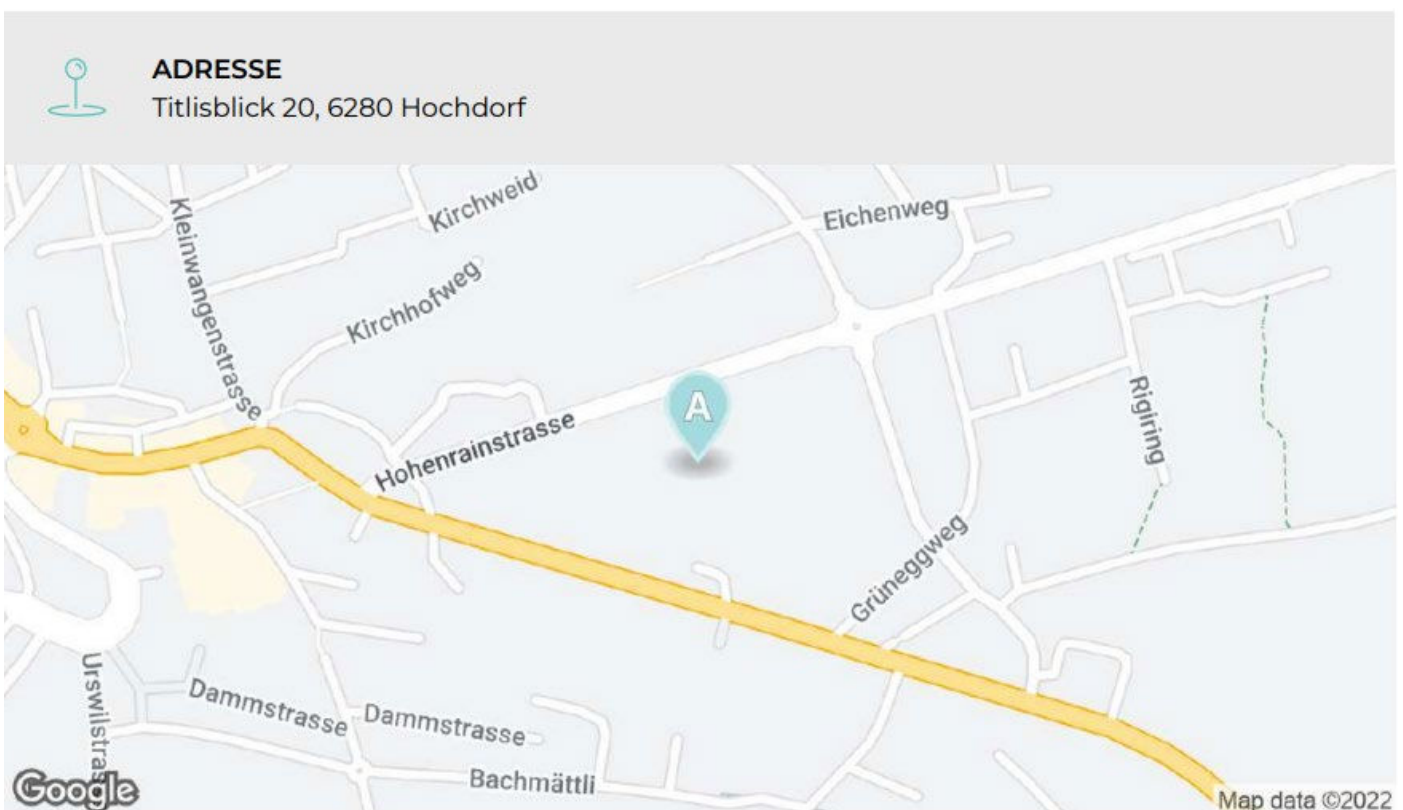 ADRESSE
Titlisblick 20, 6280 Hochdorf
Kirchweid
Kleinwangenstrasse
Eichenweg
Kirchhofweg
A
Rigiring
Hohenrainstrasse
Grüneggweg
Urswilstras
Dammstrasse
Dammstrasse
Bachmättli
Google
Map data ©2022